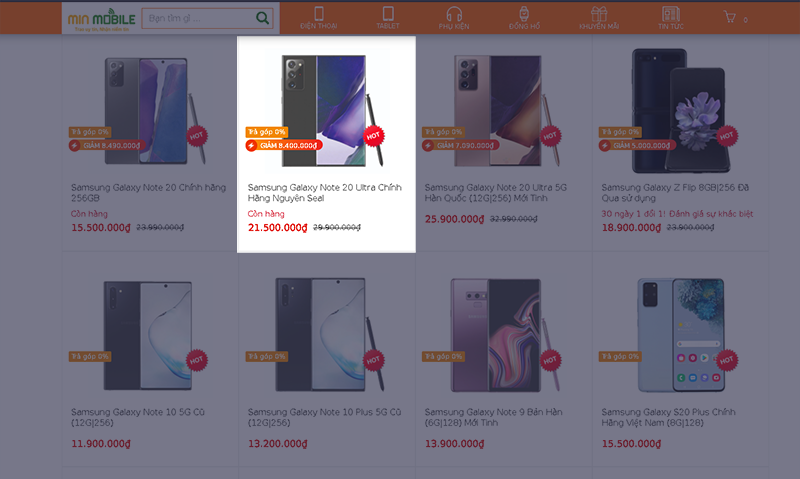 MIN MOBILE
Bạn tìm gì ....
ĐIỆN THOẠI
TABLET
PHỤ KIỆN
ĐỒNG HỒ
KHUYẾN MÃI
TIN TỨC
0
Trả góp 0%
GIẢM 8,490.000₫
HOT
Samsung Galaxy Note 20 Chính hãng
256GB
Còn hàng
15.500.000₫ 23.990.000₫
Trả góp 0%
GIẢM 8,400.000₫
HOT
Samsung Galaxy Note 20 Ultra Chính
Hãng Nguyên Seal
Còn hàng
21.500.000₫ 29.900.000₫
Trả góp 0%
GIẢM 7,090.000₫
HOT
Samsung Galaxy Note 20 Ultra 5G
Hàn Quốc {12G|256} Mới Tinh
25.900.000₫ 32.990.000₫
Trả góp 0%
GIẢM 5,000.000₫
HOT
Samsung Galaxy Z Flip 8GB|256 Đã
Qua sử dụng
30 ngày 1 đổi 1! Đánh giá sự khác biệt
18.900.000₫ 23.900.000₫
Trả góp 0%
HOT
Samsung Galaxy Note 10 5G Cũ
{12G|256}
11.900.000₫
Trả góp 0%
HOT
Samsung Galaxy Note 10 Plus 5G Cũ
{12G|256}
13.200.000₫
Trả góp 0%
HOT
Samsung Galaxy Note 9 Bản Hàn
{6G|128} Mới Tinh
13.900.000₫
Trả góp 0%
HOT
Samsung Galaxy S20 Plus Chính
Hãng Việt Nam {8G|128}
15.500.000₫